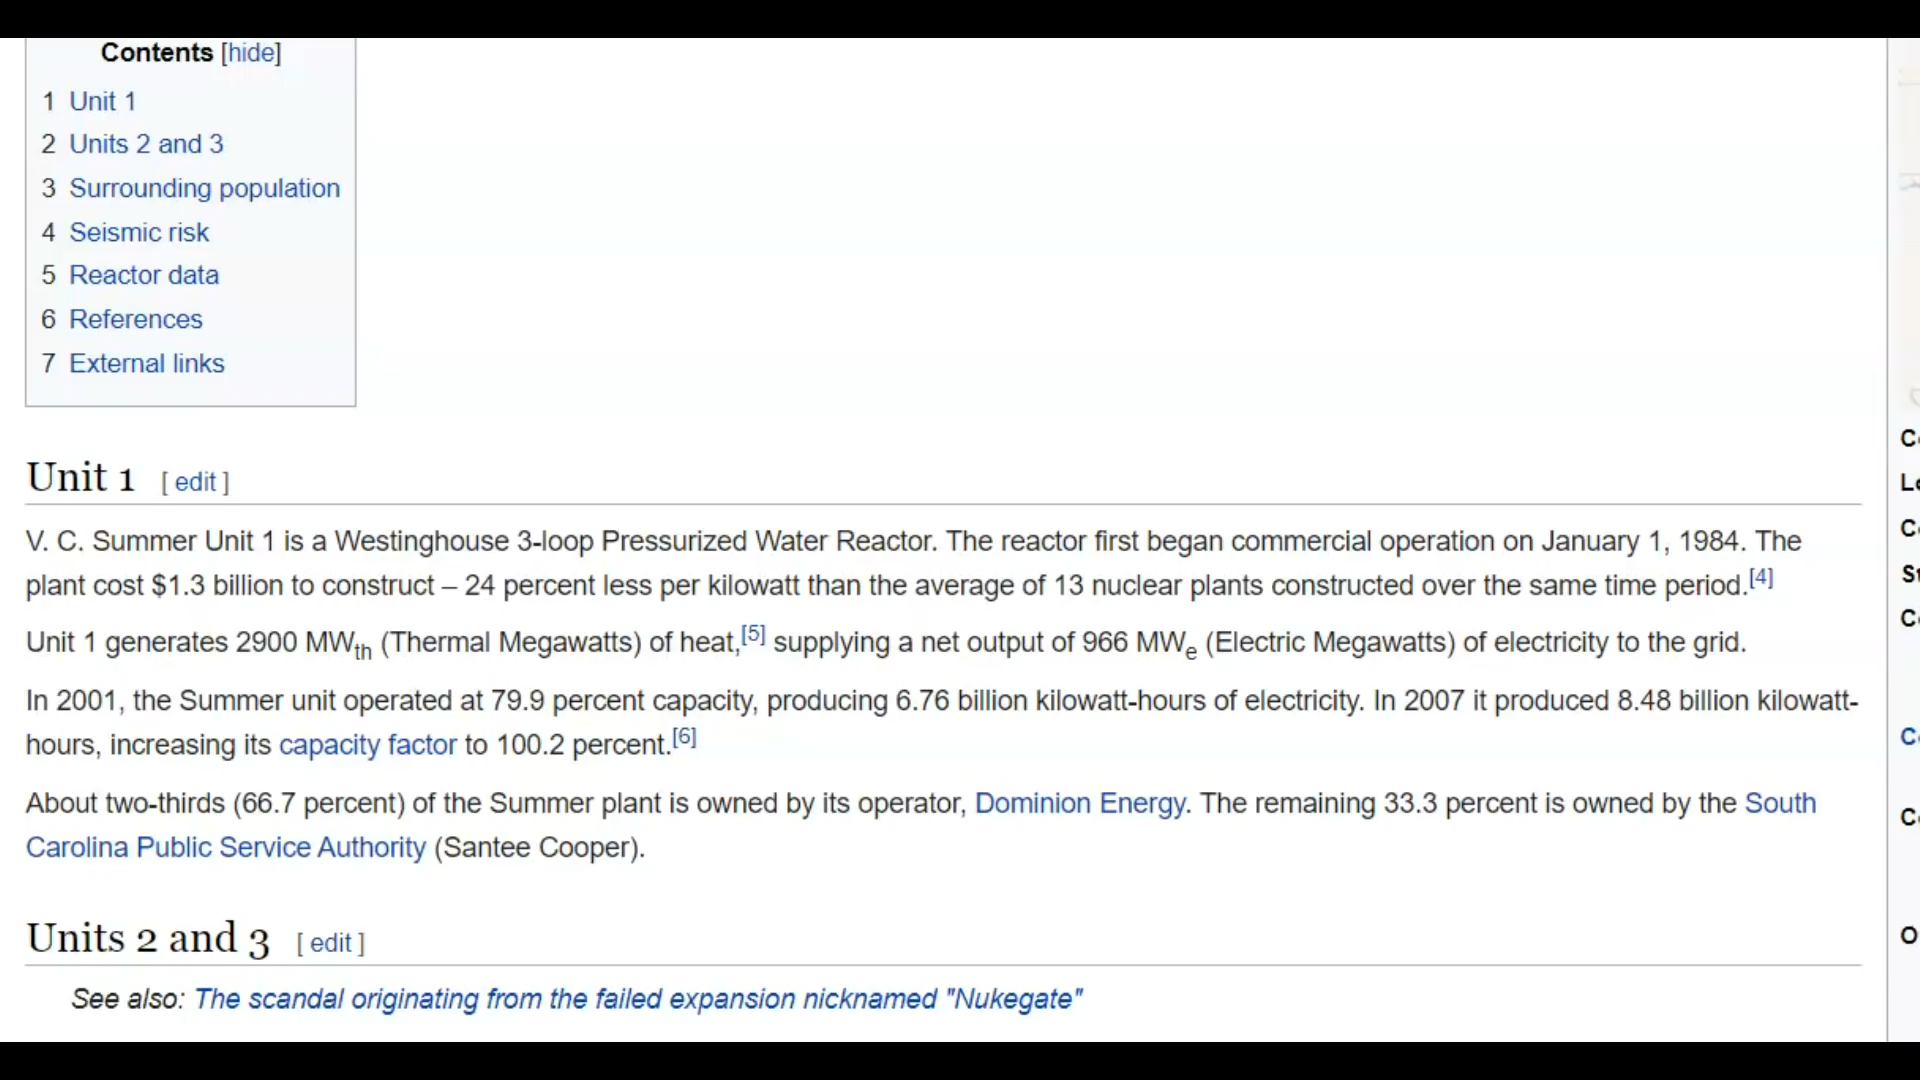 Contents [hide]
1 Unit 1
2 Units 2 and 3
3 Surrounding population
4 Seismic risk
5 Reactor data
6 References
7 External links
Unit 1 [ edit ]
V. C. Summer Unit 1 is a Westinghouse 3-loop Pressurized Water Reactor. The reactor first began commercial operation on January 1, 1984. The
plant cost $1.3 billion to construct – 24 percent less per kilowatt than the average of 13 nuclear plants constructed over the same time period.[4]
Unit 1 generates 2900 MWth (Thermal Megawatts) of heat,[5] supplying a net output of 966 MWe (Electric Megawatts) of electricity to the grid.
In 2001, the Summer unit operated at 79.9 percent capacity, producing 6.76 billion kilowatt-hours of electricity. In 2007 it produced 8.48 billion kilowatt-
hours, increasing its capacity factor to 100.2 percent.[6]
About two-thirds (66.7 percent) of the Summer plant is owned by its operator, Dominion Energy. The remaining 33.3 percent is owned by the South
Carolina Public Service Authority (Santee Cooper).
Units 2 and 3 [ edit ]
See also: The scandal originating from the failed expansion nicknamed "Nukegate"